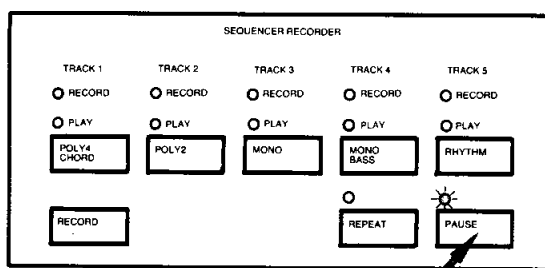 SEQUENCER RECORDER
TRACK 1 TRACK 2 TRACK 3 TRACK 4 TRACK 5
RECORD RECORD RECORD RECORD RECORD
PLAY PLAY PLAY PLAY PLAY
POLY4 CHORD
POLY2
MONO
MONO BASS
RHYTHM
RECORD
REPEAT
PAUSE